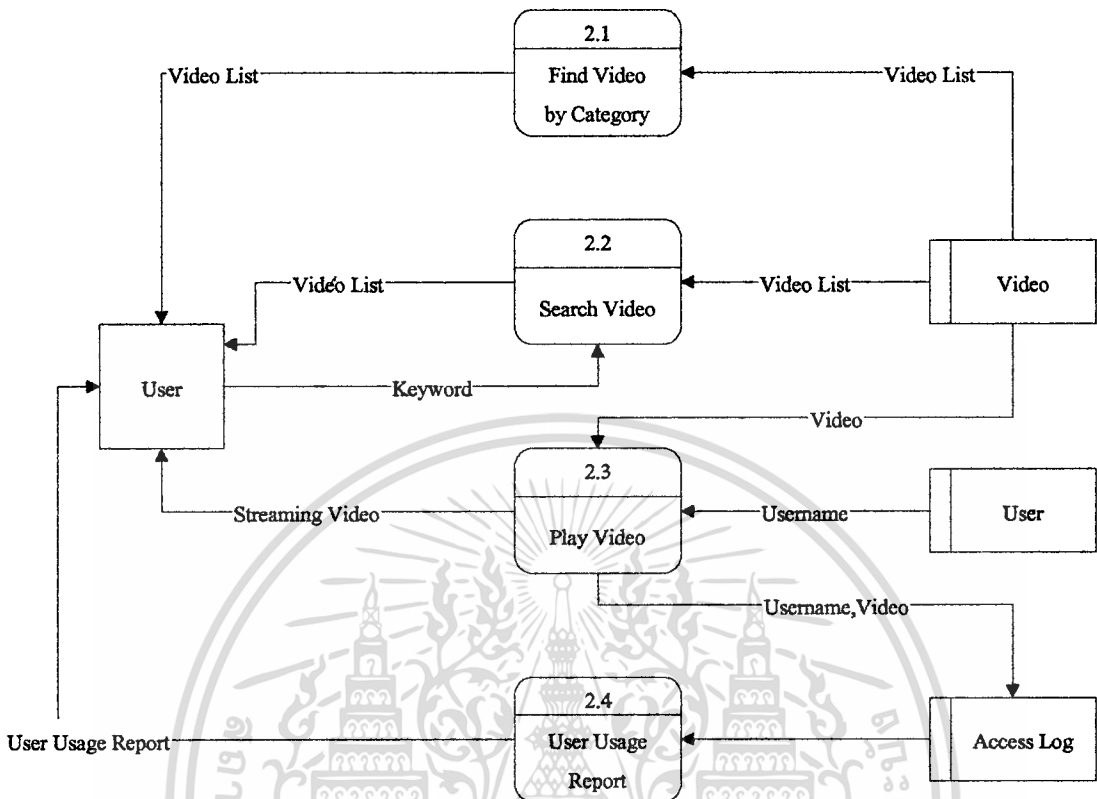 2.1
Video List
Find Video
by Category
Video List
2.2
Video List
Search Video
Video List
Video
User
Keyword
Video
2.3
Streaming Video
Play Video
Username
User
Username,Video
2.4
User Usage Report
User Usage
Report
Access Log